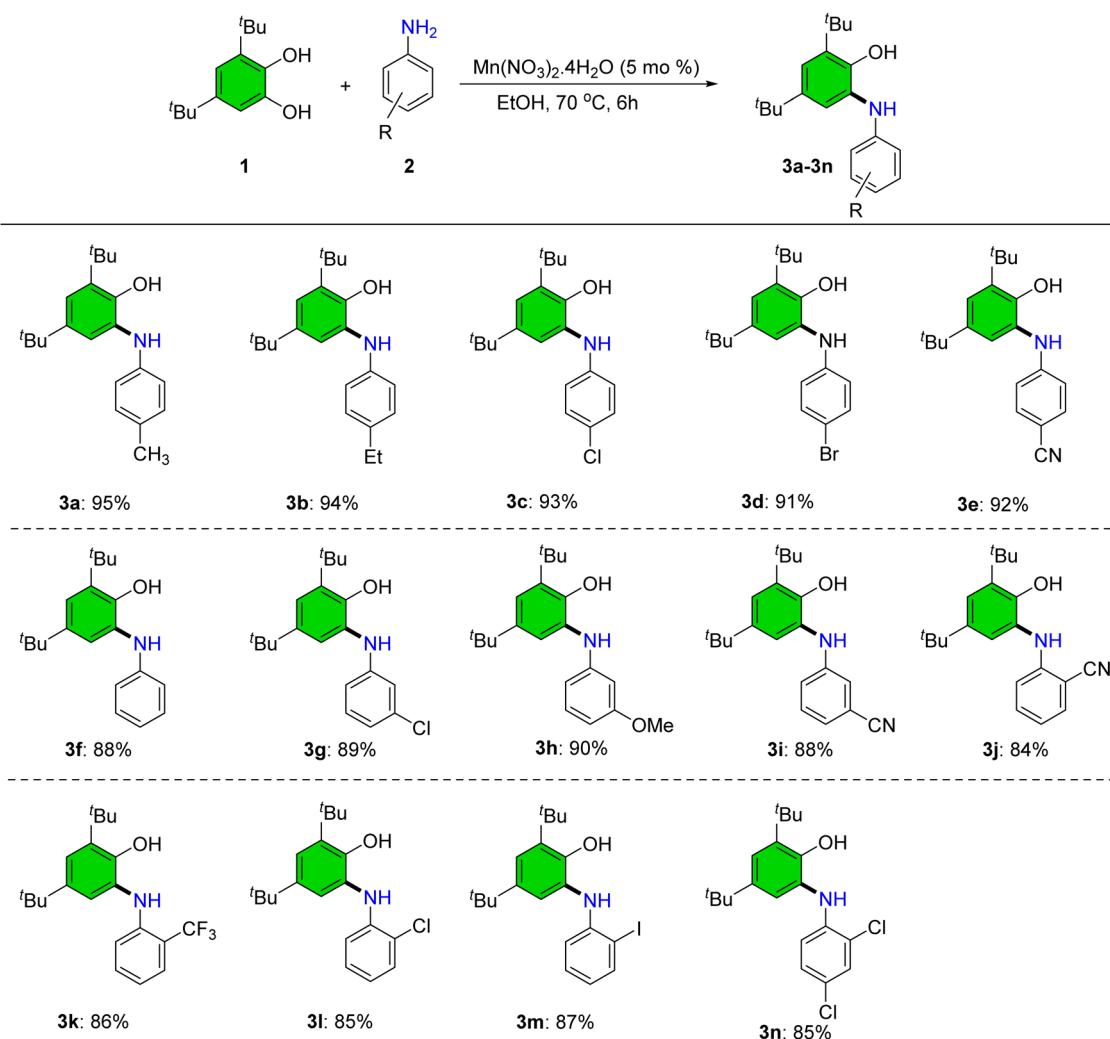 ᵗBu
NH₂
OH
Mn(NO₃)₂.4H₂O (5 mo %)
+
ᵗBu
OH
EtOH, 70 ᵒC, 6h
R
1
2
ᵗBu
OH
ᵗBu
NH
3a-3n
R
ᵗBu
OH
ᵗBu
NH
CH₃
3a: 95%
ᵗBu
OH
ᵗBu
NH
Et
3b: 94%
ᵗBu
OH
ᵗBu
NH
Cl
3c: 93%
ᵗBu
OH
ᵗBu
NH
Br
3d: 91%
ᵗBu
OH
ᵗBu
NH
CN
3e: 92%
ᵗBu
OH
ᵗBu
NH
3f: 88%
ᵗBu
OH
ᵗBu
NH
Cl
3g: 89%
ᵗBu
OH
ᵗBu
NH
OMe
3h: 90%
ᵗBu
OH
ᵗBu
NH
CN
3i: 88%
ᵗBu
OH
ᵗBu
NH
CN
3j: 84%
ᵗBu
OH
ᵗBu
NH
CF₃
3k: 86%
ᵗBu
OH
ᵗBu
NH
Cl
3l: 85%
ᵗBu
OH
ᵗBu
NH
I
3m: 87%
ᵗBu
OH
ᵗBu
NH
Cl
Cl
3n: 85%